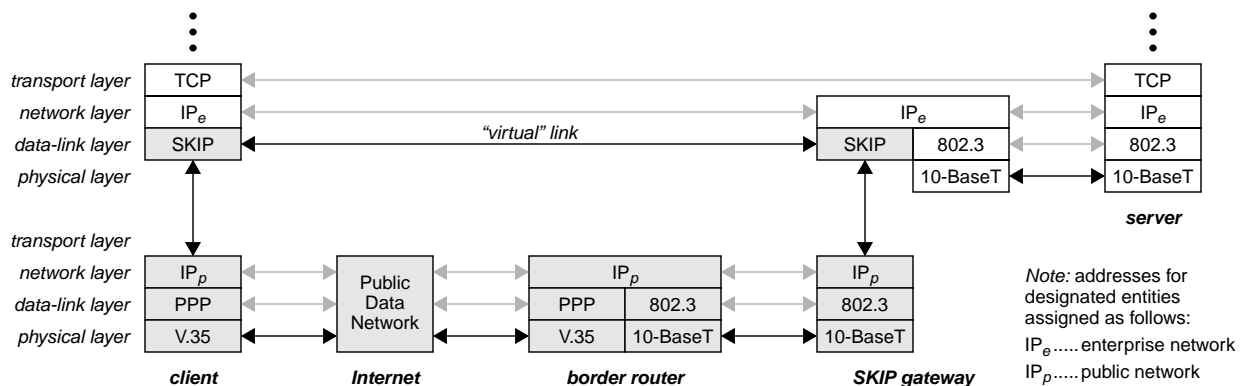 transport layer TCP TCP
network layer IPe IPe IPe
data-link layer SKIP “virtual” link SKIP 802.3 802.3
physical layer 10-BaseT 10-BaseT
server
transport layer
network layer IPp Public Data Network IPp IPp
data-link layer PPP PPP 802.3 802.3
physical layer V.35 V.35 10-BaseT 10-BaseT
client Internet border router SKIP gateway
Note: addresses for
designated entities
assigned as follows:
IPe ..... enterprise network
IPp ..... public network